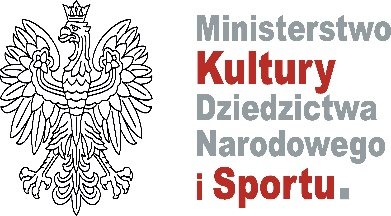 Ministerstwo
Kultury
Dziedzictwa
Narodowego
i Sportu.